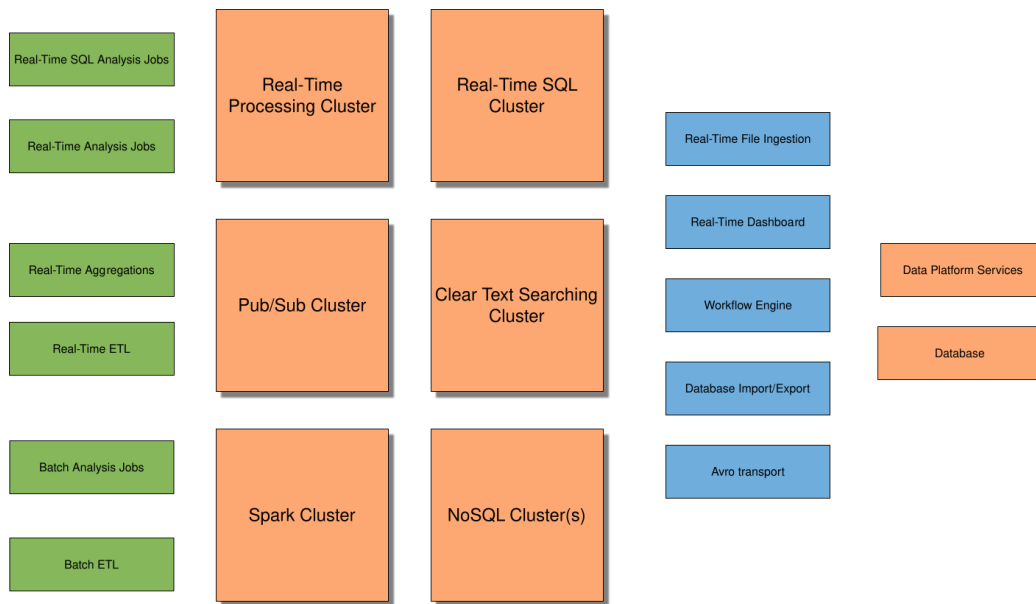 Real-Time SQL Analysis Jobs
Real-Time Analysis Jobs
Real-Time Aggregations
Real-Time ETL
Batch Analysis Jobs
Batch ETL
Real-Time
Processing Cluster
Real-Time SQL
Cluster
Pub/Sub Cluster
Clear Text Searching
Cluster
Spark Cluster
NoSQL Cluster(s)
Real-Time File Ingestion
Real-Time Dashboard
Workflow Engine
Database Import/Export
Avro transport
Data Platform Services
Database